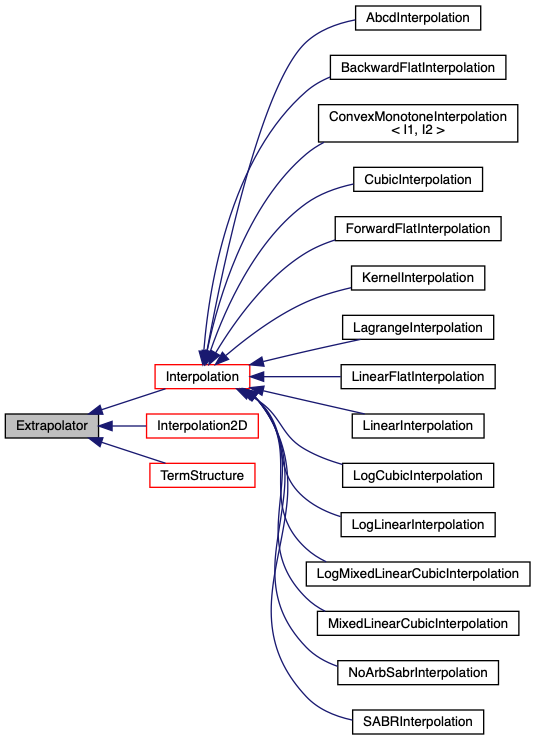 AbcdInterpolation
BackwardFlatInterpolation
ConvexMonotoneInterpolation
< I1, I2 >
CubicInterpolation
ForwardFlatInterpolation
KernelInterpolation
LagrangeInterpolation
Interpolation
LinearFlatInterpolation
Extrapolator
Interpolation2D
LinearInterpolation
TermStructure
LogCubicInterpolation
LogLinearInterpolation
LogMixedLinearCubicInterpolation
MixedLinearCubicInterpolation
NoArbSabrInterpolation
SABRInterpolation